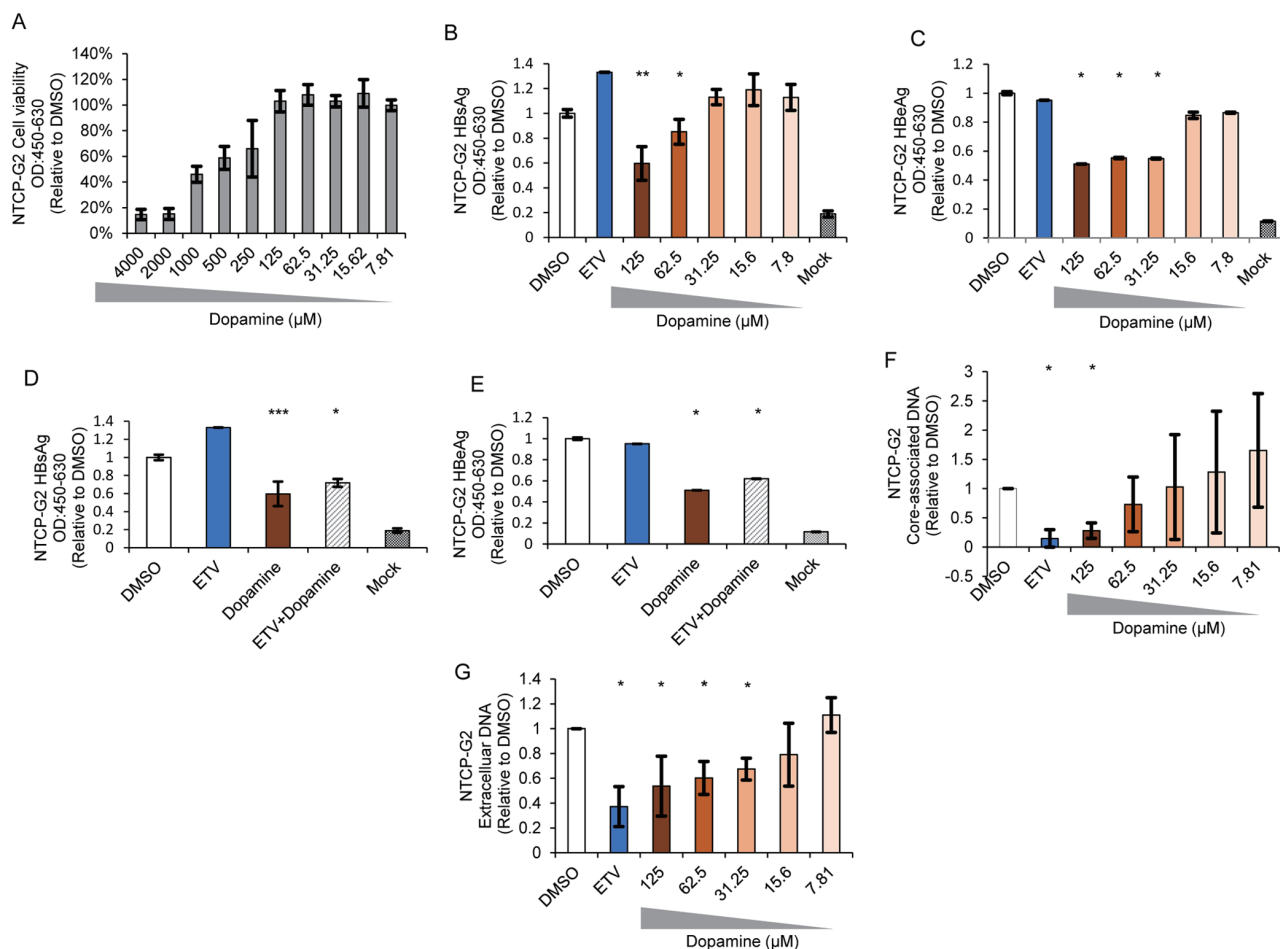 A
NTCP-G2 Cell viability
OD:450-630
(Relative to DMSO)
140%
120%
100%
80%
60%
40%
20%
0%
4000
2000
1000
500
250
125
62.5
31.25
15.62
7.81
Dopamine (µM)
B
NTCP-G2 HBsAg
OD:450-630
(Relative to DMSO)
1.4
1.2
1
0.8
0.6
0.4
0.2
0
** *
DMSO
ETV
125
62.5
31.25
15.6
7.8
Mock
Dopamine (µM)
C
NTCP-G2 HBeAg
OD:450-630
(Relative to DMSO)
1.2
1
0.8
0.6
0.4
0.2
0
* * *
DMSO
ETV
125
62.5
31.25
15.6
7.8
Mock
Dopamine (µM)
D
NTCP-G2 HBsAg
OD:450-630
(Relative to DMSO)
1.4
1.2
1
0.8
0.6
0.4
0.2
0
*** *
DMSO
ETV
Dopamine
ETV+Dopamine
Mock
E
NTCP-G2 HBeAg
OD:450-630
(Relative to DMSO)
1.2
1
0.8
0.6
0.4
0.2
0
* *
DMSO
ETV
Dopamine
ETV+Dopamine
Mock
F
NTCP-G2
Core-associated DNA
(Relative to DMSO)
3
2.5
2
1.5
1
0.5
0
-0.5
* *
DMSO
ETV
125
62.5
31.25
15.6
7.81
Dopamine (µM)
G
NTCP-G2
Extracelluar DNA
(Relative to DMSO)
1.4
1.2
1
0.8
0.6
0.4
0.2
0
* * * *
DMSO
ETV
125
62.5
31.25
15.6
7.81
Dopamine (µM)